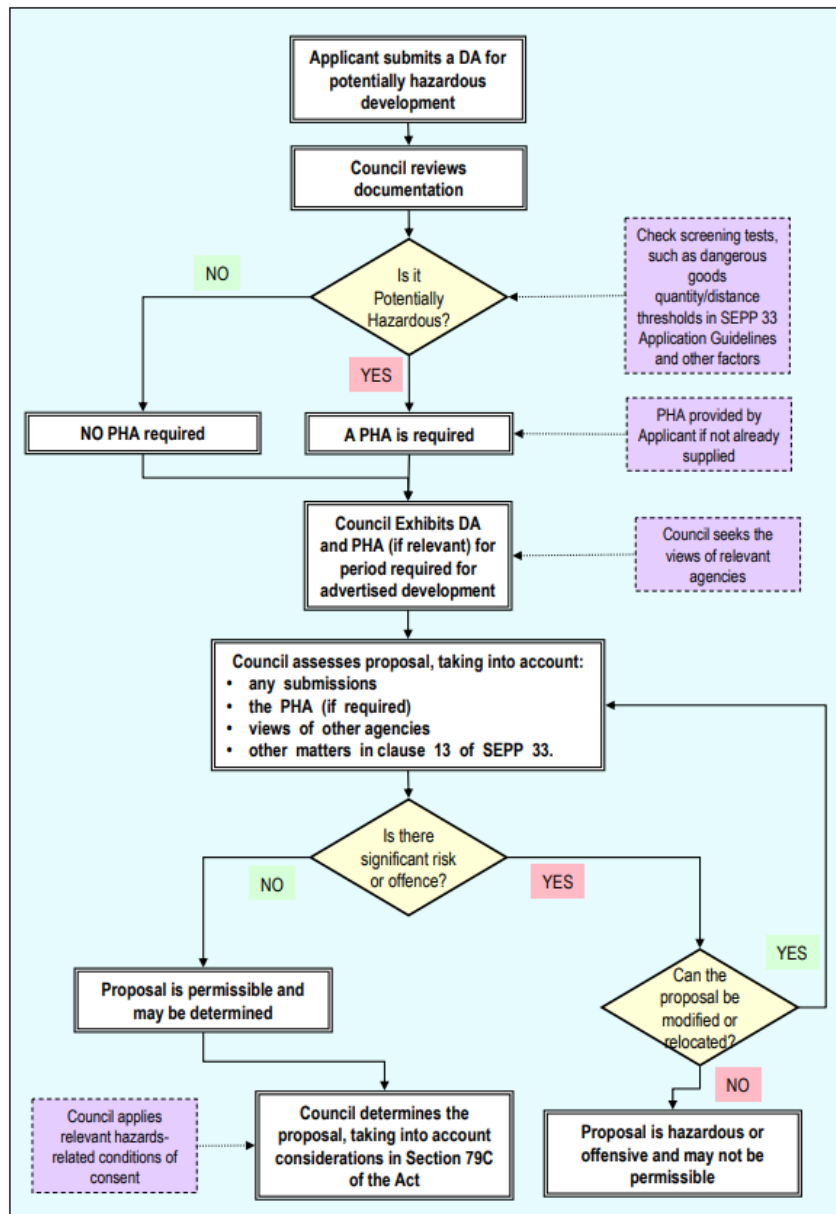 Applicant submits a DA for
potentially hazardous
development
Council reviews
documentation
NO
Is it
Potentially
Hazardous?
Check screening tests,
such as dangerous
goods
quantity/distance
thresholds in SEPP 33
Application Guidelines
and other factors
YES
NO PHA required
A PHA is required
PHA provided by
Applicant if not already
supplied
Council Exhibits DA
and PHA (if relevant) for
period required for
advertised development
Council seeks the
views of relevant
agencies
Council assesses proposal, taking into account:
• any submissions
• the PHA (if required)
• views of other agencies
• other matters in clause 13 of SEPP 33.
Is there
significant risk
or offence?
NO
YES
YES
Proposal is permissible and
may be determined
Can the
proposal be
modified or
relocated?
NO
Council applies
relevant hazards-
related conditions of
consent
Council determines the
proposal, taking into account
considerations in Section 79C
of the Act
Proposal is hazardous or
offensive and may not be
permissible